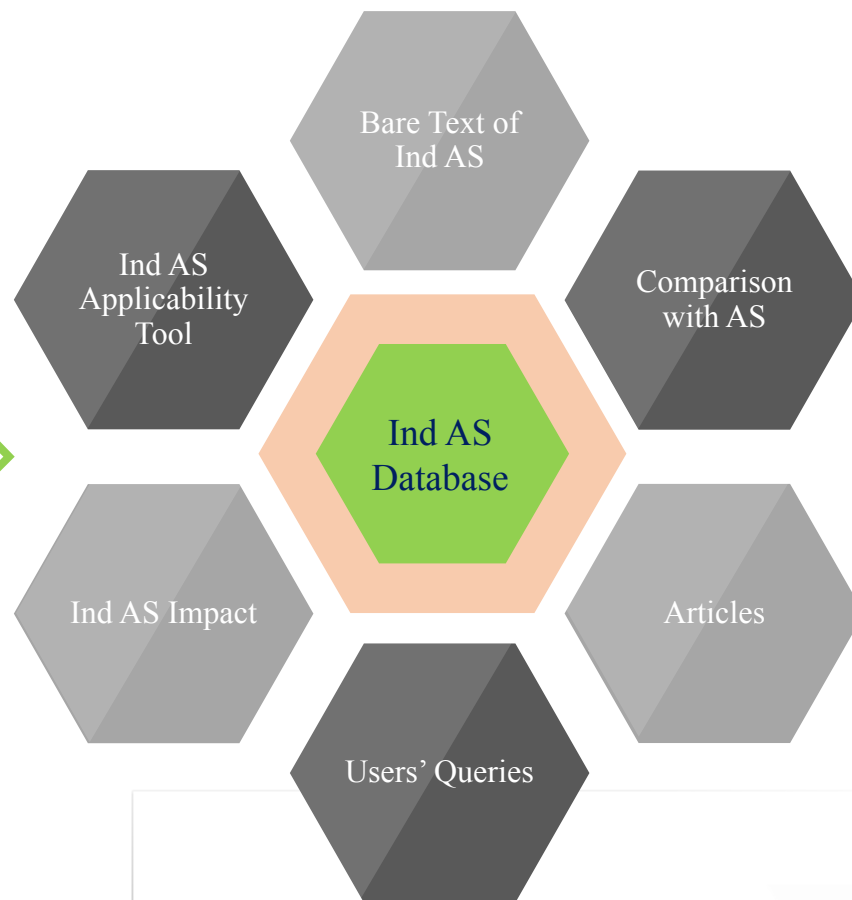 Bare Text of
Ind AS
Ind AS
Applicability
Tool
Comparison
with AS
Ind AS
Database
Ind AS Impact
Articles
Users’ Queries